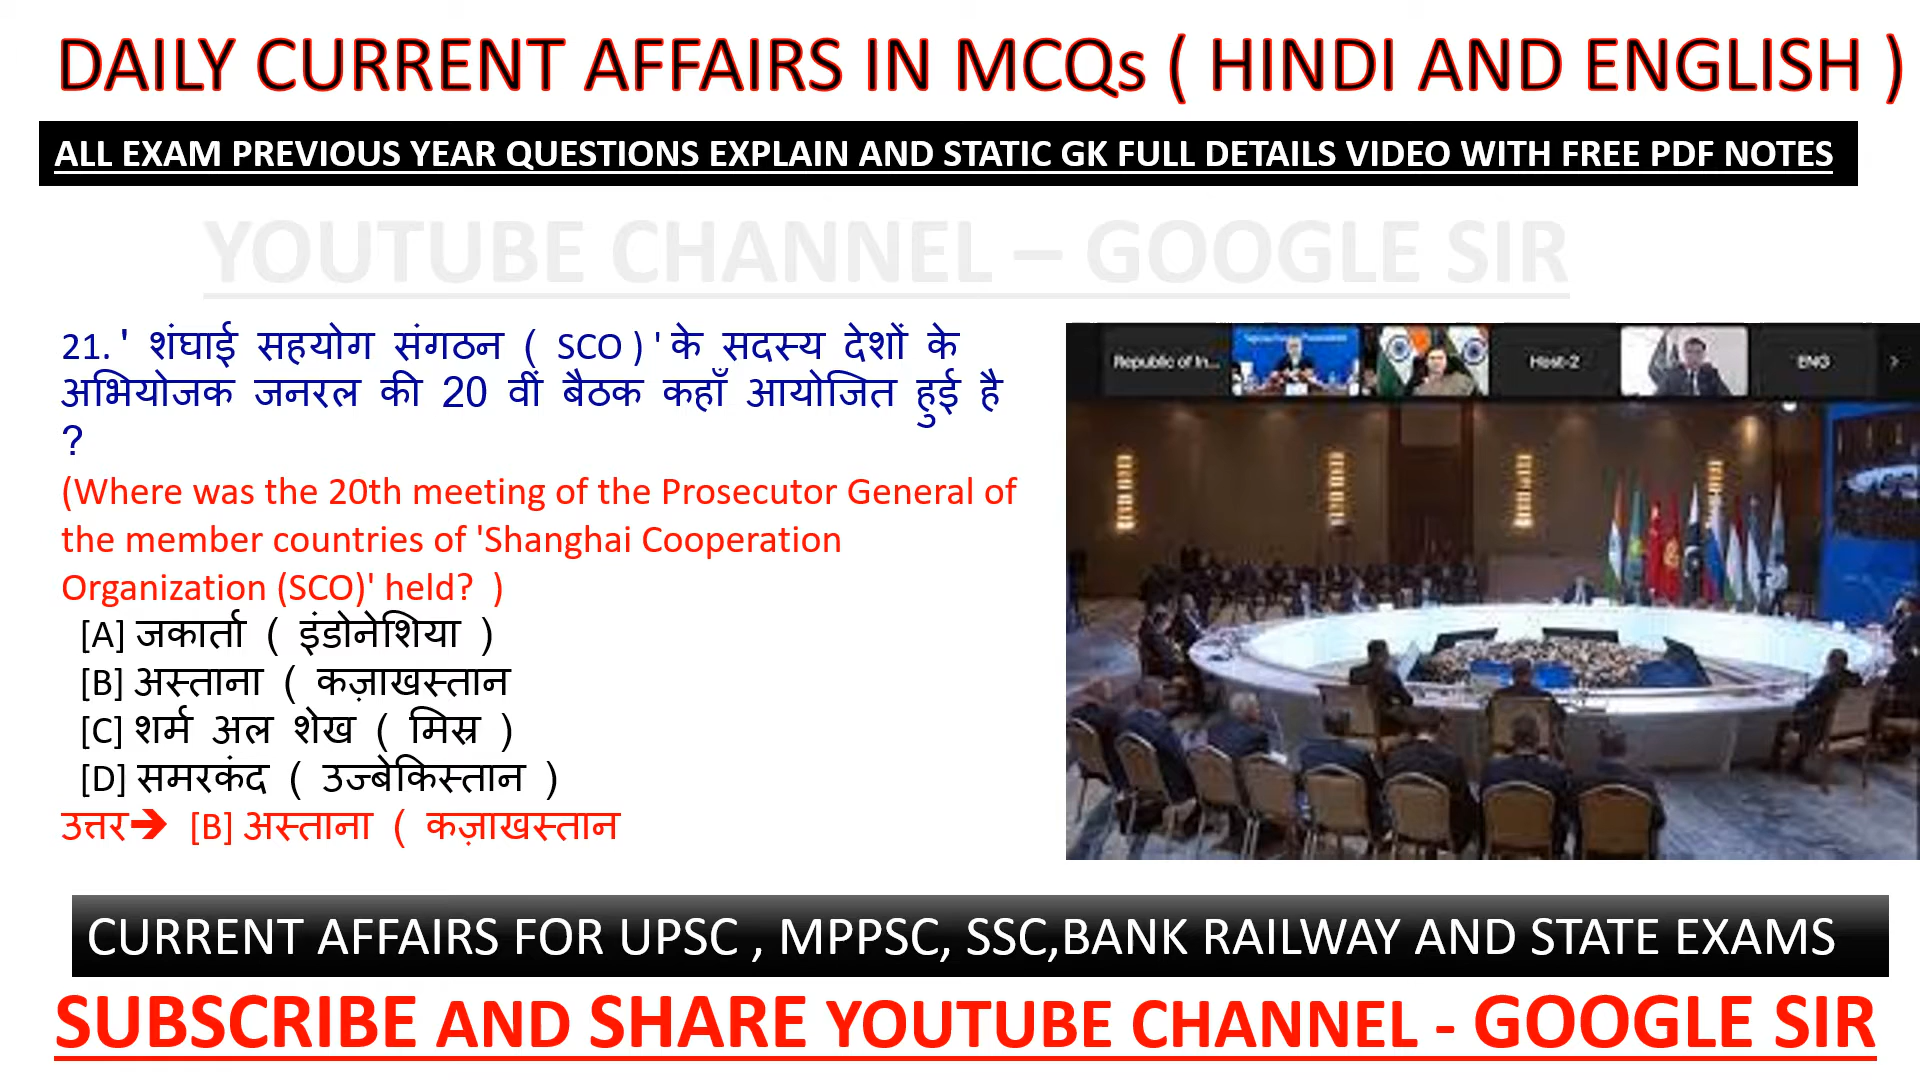 DAILY CURRENT AFFAIRS IN MCQs ( HINDI AND ENGLISH )
ALL EXAM PREVIOUS YEAR QUESTIONS EXPLAIN AND STATIC GK FULL DETAILS VIDEO WITH FREE PDF NOTES
YOUTUBE CHANNEL – GOOGLE SIR
21. ' शंघाई सहयोग संगठन ( SCO ) ' के सदस्य देशों के
अभियोजक जनरल की 20 वीं बैठक कहाँ आयोजित हुई है
?
(Where was the 20th meeting of the Prosecutor General of
the member countries of 'Shanghai Cooperation
Organization (SCO)' held? )
[A] जकार्ता ( इंडोनेशिया )
[B] अस्ताना ( कज़ाखस्तान
[C] शर्म अल शेख ( मिस्र )
[D] समरकंद ( उज्बेकिस्तान )
उत्तर➔ [B] अस्ताना ( कज़ाखस्तान
Republic of In...
Host-2
ENG
CURRENT AFFAIRS FOR UPSC , MPPSC, SSC,BANK RAILWAY AND STATE EXAMS
SUBSCRIBE AND SHARE YOUTUBE CHANNEL - GOOGLE SIR